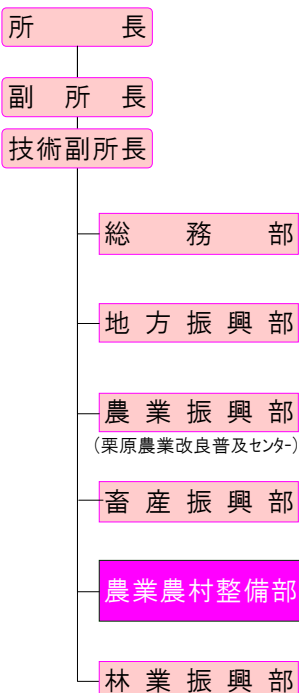 所長
副所長
技術副所長
総務部
地方振興部
農業振興部
(栗原農業改良普及センター)
畜産振興部
農業農村整備部
林業振興部